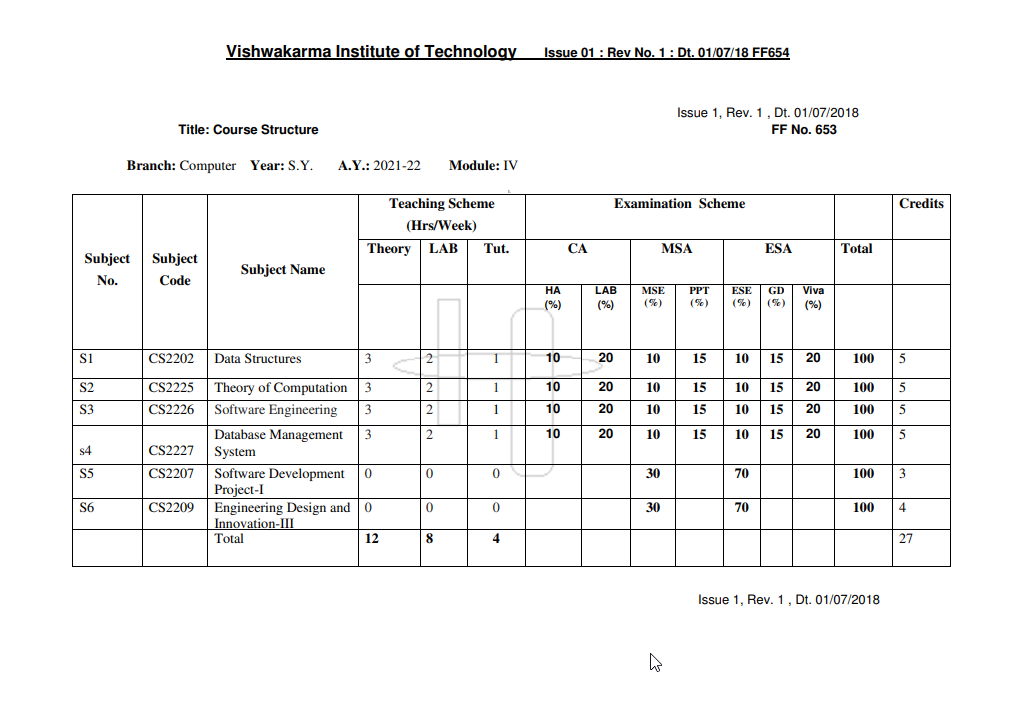 Vishwakarma Institute of Technology Issue 01 : Rev No. 1 : Dt. 01/07/18 FF654
Issue 1, Rev. 1 , Dt. 01/07/2018
Title: Course Structure FF No. 653
Branch: Computer Year: S.Y. A.Y.: 2021-22 Module: IV
Subject No. Subject Code Subject Name Teaching Scheme (Hrs/Week) Examination Scheme Credits
Theory LAB Tut. CA MSA ESA Total
HA (%) LAB (%) MSE (%) PPT (%) ESE (%) GD (%) Viva (%)
S1 CS2202 Data Structures 3 2 1 10 20 10 15 10 15 20 100 5
S2 CS2225 Theory of Computation 3 2 1 10 20 10 15 10 15 20 100 5
S3 CS2226 Software Engineering 3 2 1 10 20 10 15 10 15 20 100 5
s4 CS2227 Database Management System 3 2 1 10 20 10 15 10 15 20 100 5
S5 CS2207 Software Development Project-I 0 0 0 30 70 100 3
S6 CS2209 Engineering Design and Innovation-III 0 0 0 30 70 100 4
Total 12 8 4 27
Issue 1, Rev. 1 , Dt. 01/07/2018